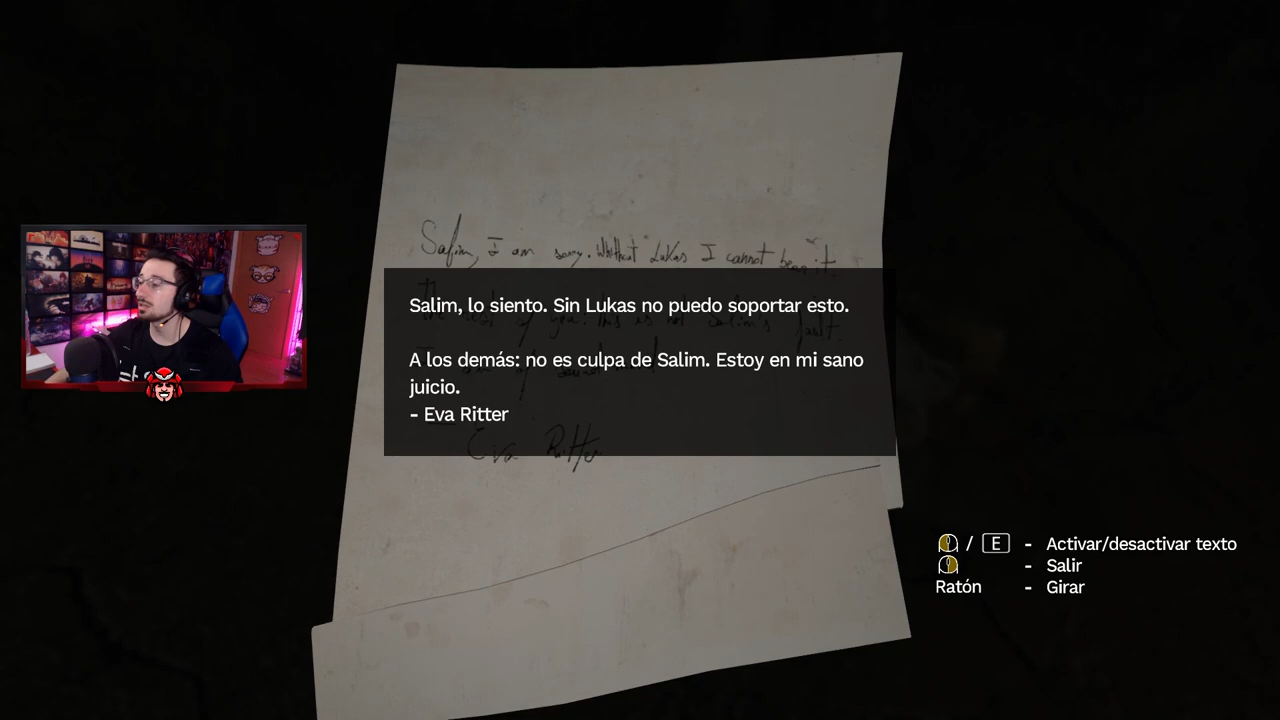 Salim, I am sorry. Without Lukas I cannot bear it.
Salim, lo siento. Sin Lukas no puedo soportar esto.
A los demás: no es culpa de Salim. Estoy en mi sano
juicio.
- Eva Ritter
Eva Ritter
/ E - Activar/desactivar texto
- Salir
Ratón - Girar